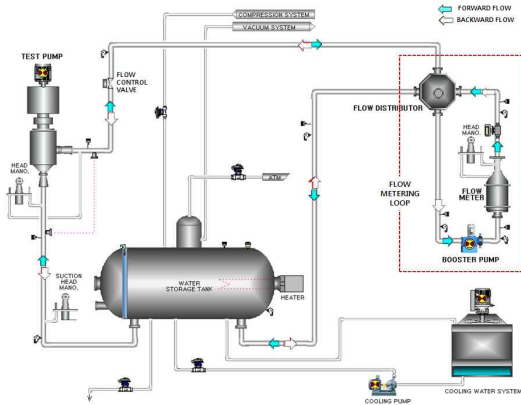 FORWARD FLOW
BACKWARD FLOW
COMPRESSION SYSTEM
VACUUM SYSTEM
TEST PUMP
FLOW
CONTROL
VALVE
FLOW DISTRIBUTOR
HEAD
MANO.
HEAD
MANO.
ATM
FLOW
METERING
LOOP
FLOW
METER
BOOSTER PUMP
SUCTION
HEAD
MANO.
WATER
STORAGE TANK
HEATER
COOLING PUMP
COOLING WATER SYSTEM